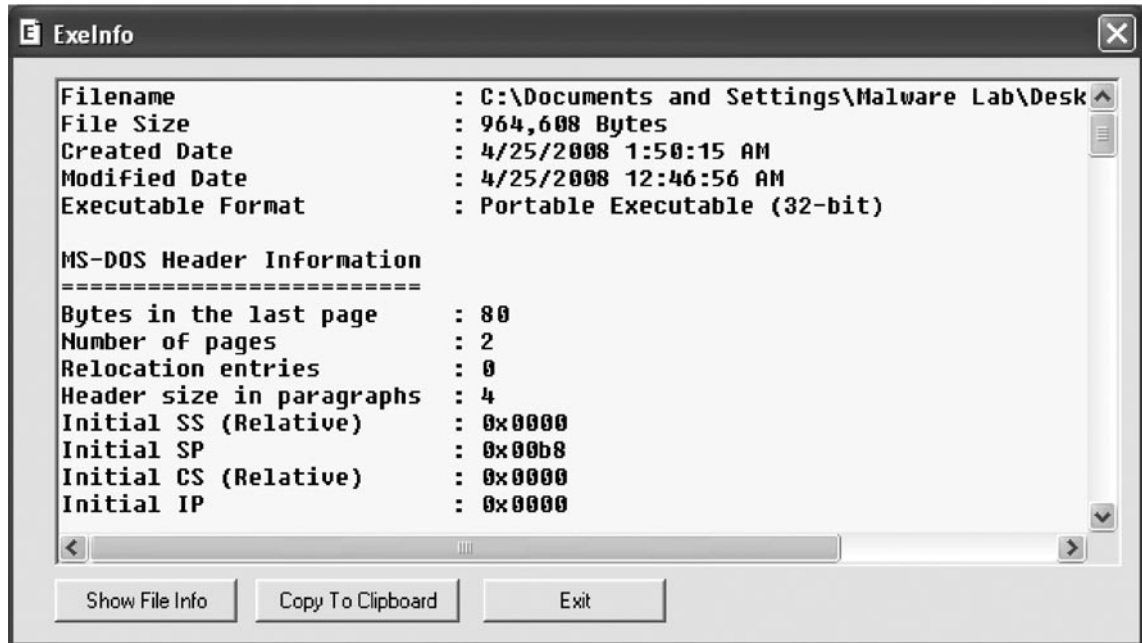 ExeInfo
Filename : C:\Documents and Settings\Malware Lab\Desk
File Size : 964,608 Bytes
Created Date : 4/25/2008 1:50:15 AM
Modified Date : 4/25/2008 12:46:56 AM
Executable Format : Portable Executable (32-bit)
MS-DOS Header Information
=========================
Bytes in the last page : 80
Number of pages : 2
Relocation entries : 0
Header size in paragraphs : 4
Initial SS (Relative) : 0x0000
Initial SP : 0x00b8
Initial CS (Relative) : 0x0000
Initial IP : 0x0000
Show File Info Copy To Clipboard Exit